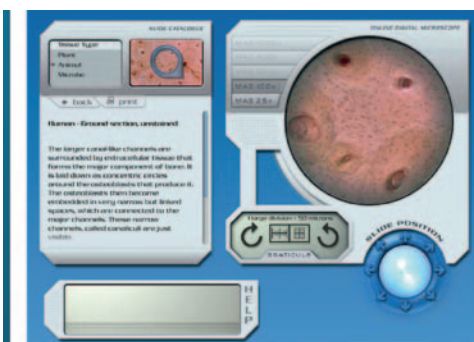 SLIDE CATALOGUE
Tissue type
Plant
Animal
Microbe
back
print
Human - Ground section, unstained
The larger canal-like channels are
surrounded by extracellular tissue that
forms the major component of bone. It
is laid down as concentric circles
around the osteoblasts that produce it.
The osteoblasts then become
embedded in very narrow but linked
spaces, which are connected to the
major channels. These narrow
channels, called canaliculi are just
visible.
ONLINE DIGITAL MICROSCOPE
MAG 100x
MAG 25x
1 large division = 50 microns
GRATICULE
SLIDE POSITION
HELP